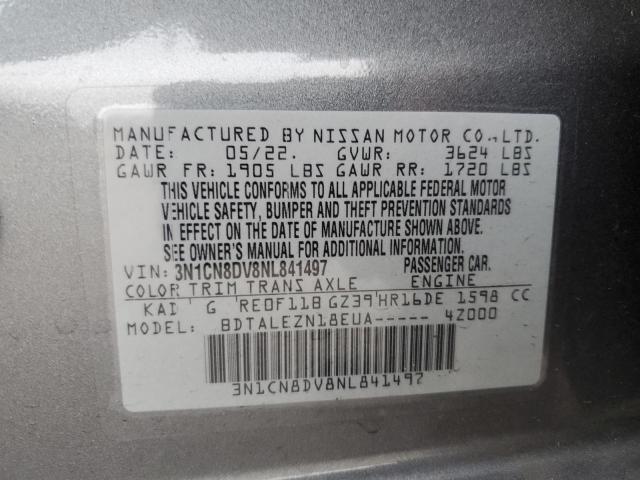 MANUFACTURED BY NISSAN MOTOR CO., LTD.
DATE: 05/22. GVWR: 3624 LBS
GAWR FR: 1905 LBS GAWR RR: 1720 LBS
THIS VEHICLE CONFORMS TO ALL APPLICABLE FEDERAL MOTOR
VEHICLE SAFETY, BUMPER AND THEFT PREVENTION STANDARDS
IN EFFECT ON THE DATE OF MANUFACTURE SHOWN ABOVE.
SEE OWNER'S MANUAL FOR ADDITIONAL INFORMATION.
VIN: 3N1CN8DV8NL841497 PASSENGER CAR.
COLOR TRIM TRANS AXLE ENGINE
KAD G RE0F11B GZ39 HR16DE 1598 CC
MODEL: BDTALEZN18EUA----- 4Z000
3N1CN8DV8NL841497